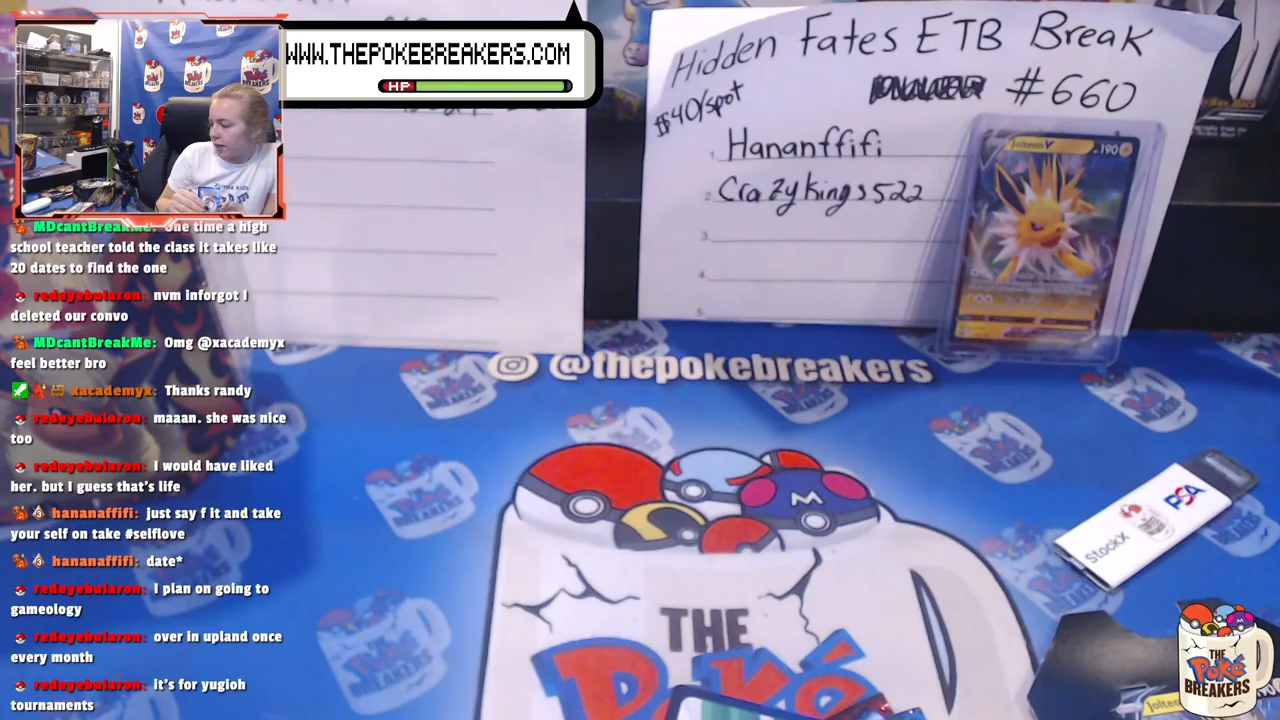 WWW.THEPOKEBREAKERS.COM
HP
Hidden Fates ETB Break
$40/spot
#660
1. Hananffifi
2. CraZyKings522
3.
4.
5.
Jolteon V
190
@thepokebreakers
MDcantBreakMe: One time a high
school teacher told the class it takes like
20 dates to find the one
redeyebularon: nvm inforgot I
deleted our convo
MDcantBreakMe: Omg @xacademyx
feel better bro
xacademyx: Thanks randy
redeyebularon: maaan. she was nice
too
redeyebularon: I would have liked
her. but I guess that's life
hananaffifi: just say f it and take
your self on take #selflove
hananaffifi: date*
redeyebularon: I plan on going to
gameology
redeyebularon: over in upland once
every month
redeyebularon: it's for yugioh
tournaments
M
THE
Poké
StockX
PSA
THE
Poké
BREAKERS